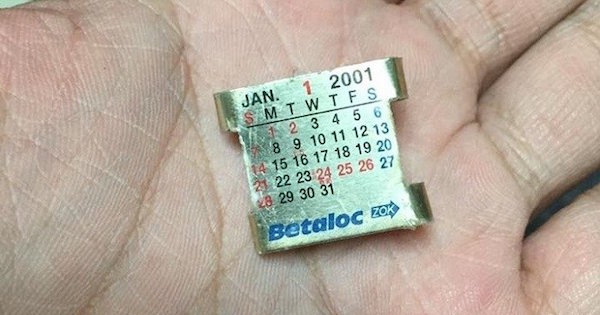 JAN. 1 2001
S M T W T F S
1 2 3 4 5 6
7 8 9 10 11 12 13
14 15 16 17 18 19 20
21 22 23 24 25 26 27
28 29 30 31
Betaloc ZOK